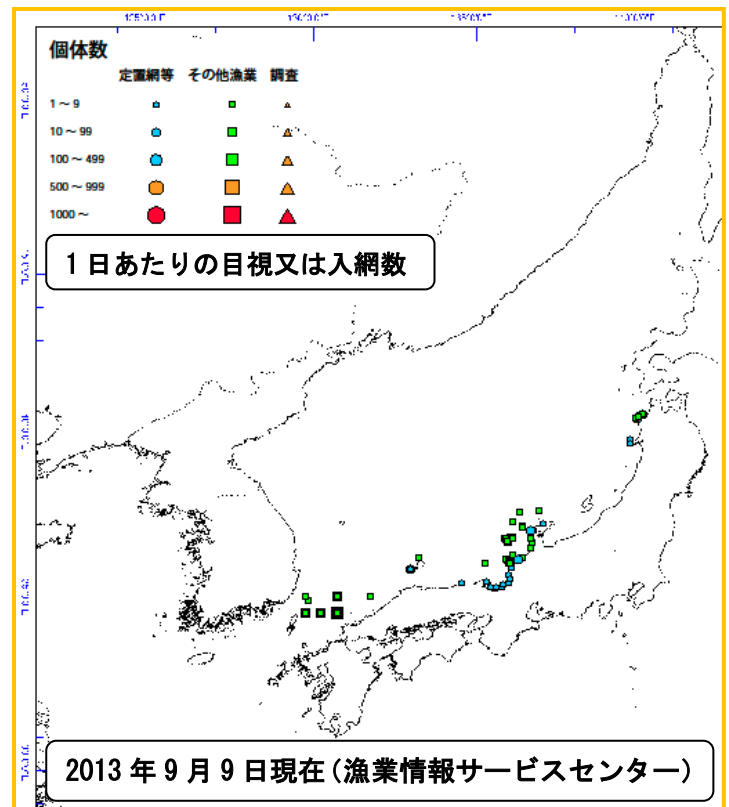 個体数
定置網等 その他漁業 調査
1～9
10～99
100～499
500～999
1000～
1日あたりの目視又は入網数
2013年9月9日現在（漁業情報サービスセンター）